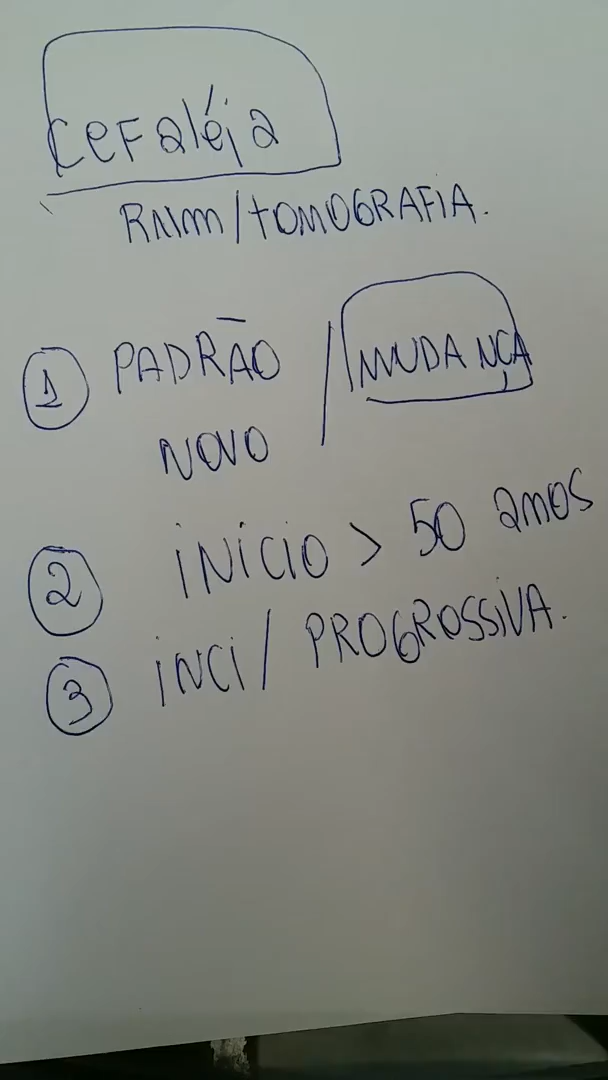 cefaléia
RNM/TOMOGRAFIA.
1 PADRÃO / MUDANÇA
NOVO
2 INÍCIO > 50 anos
3 INCI/ PROGROSSIVA.